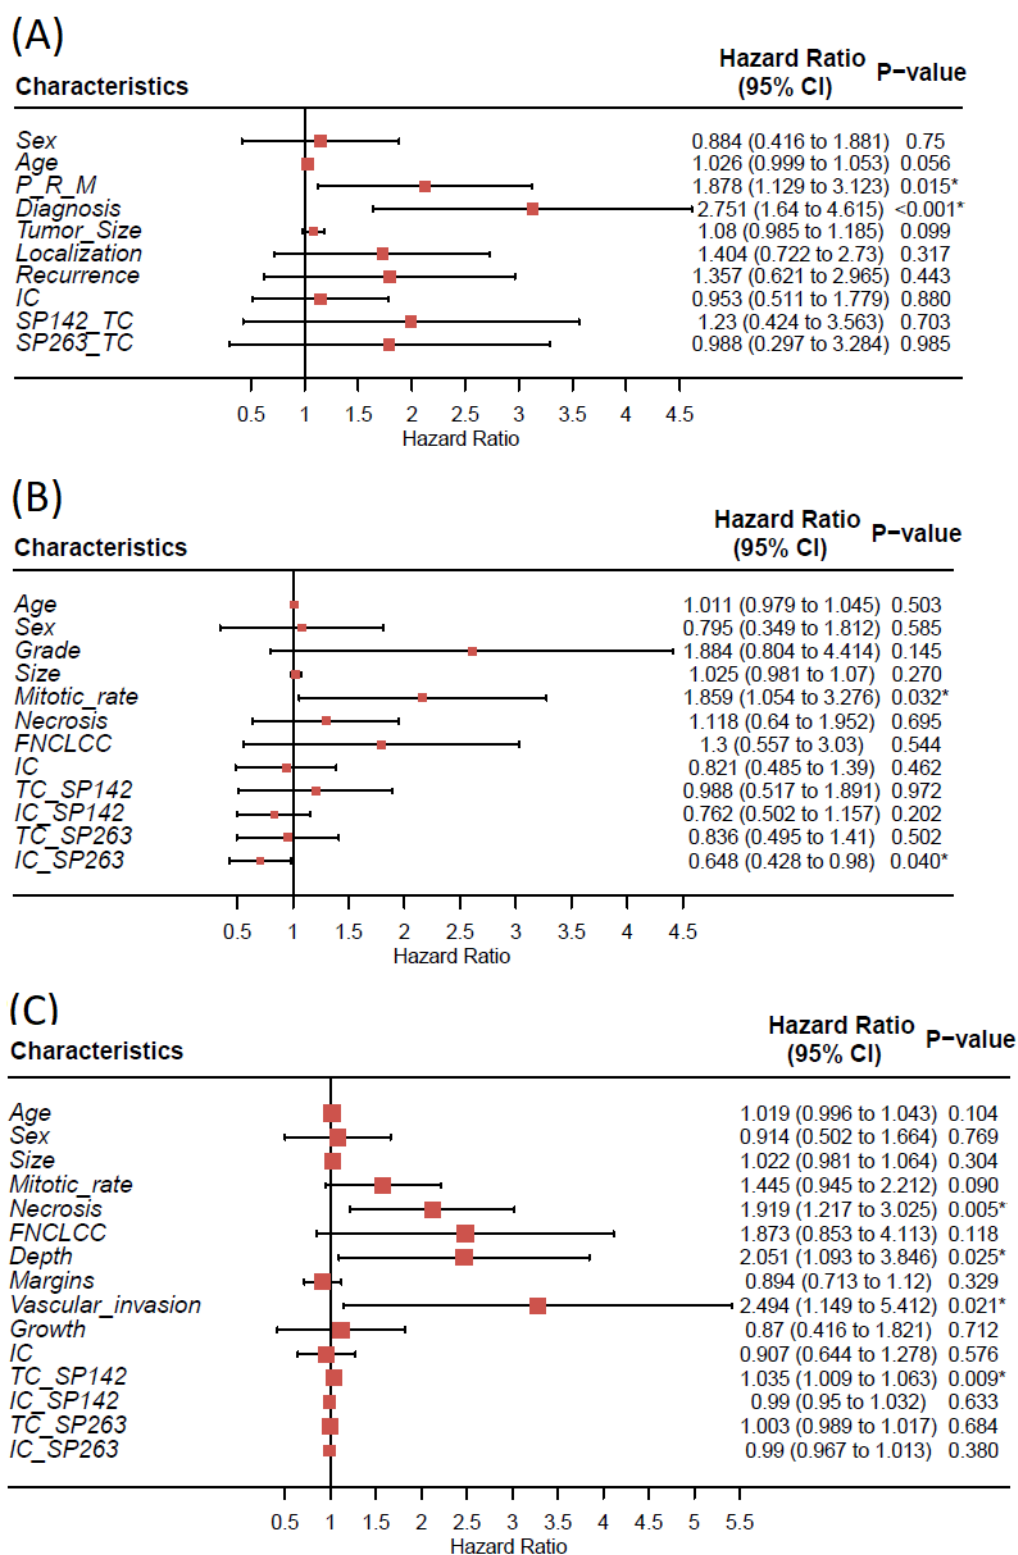 (A)
Characteristics Hazard Ratio (95% CI) P−value
Sex 0.884 (0.416 to 1.881) 0.75
Age 1.026 (0.999 to 1.053) 0.056
P_R_M 1.878 (1.129 to 3.123) 0.015*
Diagnosis 2.751 (1.64 to 4.615) <0.001*
Tumor_Size 1.08 (0.985 to 1.185) 0.099
Localization 1.404 (0.722 to 2.73) 0.317
Recurrence 1.357 (0.621 to 2.965) 0.443
IC 0.953 (0.511 to 1.779) 0.880
SP142_TC 1.23 (0.424 to 3.563) 0.703
SP263_TC 0.988 (0.297 to 3.284) 0.985
0.5 1 1.5 2 2.5 3 3.5 4 4.5
Hazard Ratio
(B)
Characteristics Hazard Ratio (95% CI) P−value
Age 1.011 (0.979 to 1.045) 0.503
Sex 0.795 (0.349 to 1.812) 0.585
Grade 1.884 (0.804 to 4.414) 0.145
Size 1.025 (0.981 to 1.07) 0.270
Mitotic_rate 1.859 (1.054 to 3.276) 0.032*
Necrosis 1.118 (0.64 to 1.952) 0.695
FNCLCC 1.3 (0.557 to 3.03) 0.544
IC 0.821 (0.485 to 1.39) 0.462
TC_SP142 0.988 (0.517 to 1.891) 0.972
IC_SP142 0.762 (0.502 to 1.157) 0.202
TC_SP263 0.836 (0.495 to 1.41) 0.502
IC_SP263 0.648 (0.428 to 0.98) 0.040*
0.5 1 1.5 2 2.5 3 3.5 4 4.5
Hazard Ratio
(C)
Characteristics Hazard Ratio (95% CI) P−value
Age 1.019 (0.996 to 1.043) 0.104
Sex 0.914 (0.502 to 1.664) 0.769
Size 1.022 (0.981 to 1.064) 0.304
Mitotic_rate 1.445 (0.945 to 2.212) 0.090
Necrosis 1.919 (1.217 to 3.025) 0.005*
FNCLCC 1.873 (0.853 to 4.113) 0.118
Depth 2.051 (1.093 to 3.846) 0.025*
Margins 0.894 (0.713 to 1.12) 0.329
Vascular_invasion 2.494 (1.149 to 5.412) 0.021*
Growth 0.87 (0.416 to 1.821) 0.712
IC 0.907 (0.644 to 1.278) 0.576
TC_SP142 1.035 (1.009 to 1.063) 0.009*
IC_SP142 0.99 (0.95 to 1.032) 0.633
TC_SP263 1.003 (0.989 to 1.017) 0.684
IC_SP263 0.99 (0.967 to 1.013) 0.380
0.5 1 1.5 2 2.5 3 3.5 4 4.5 5 5.5
Hazard Ratio